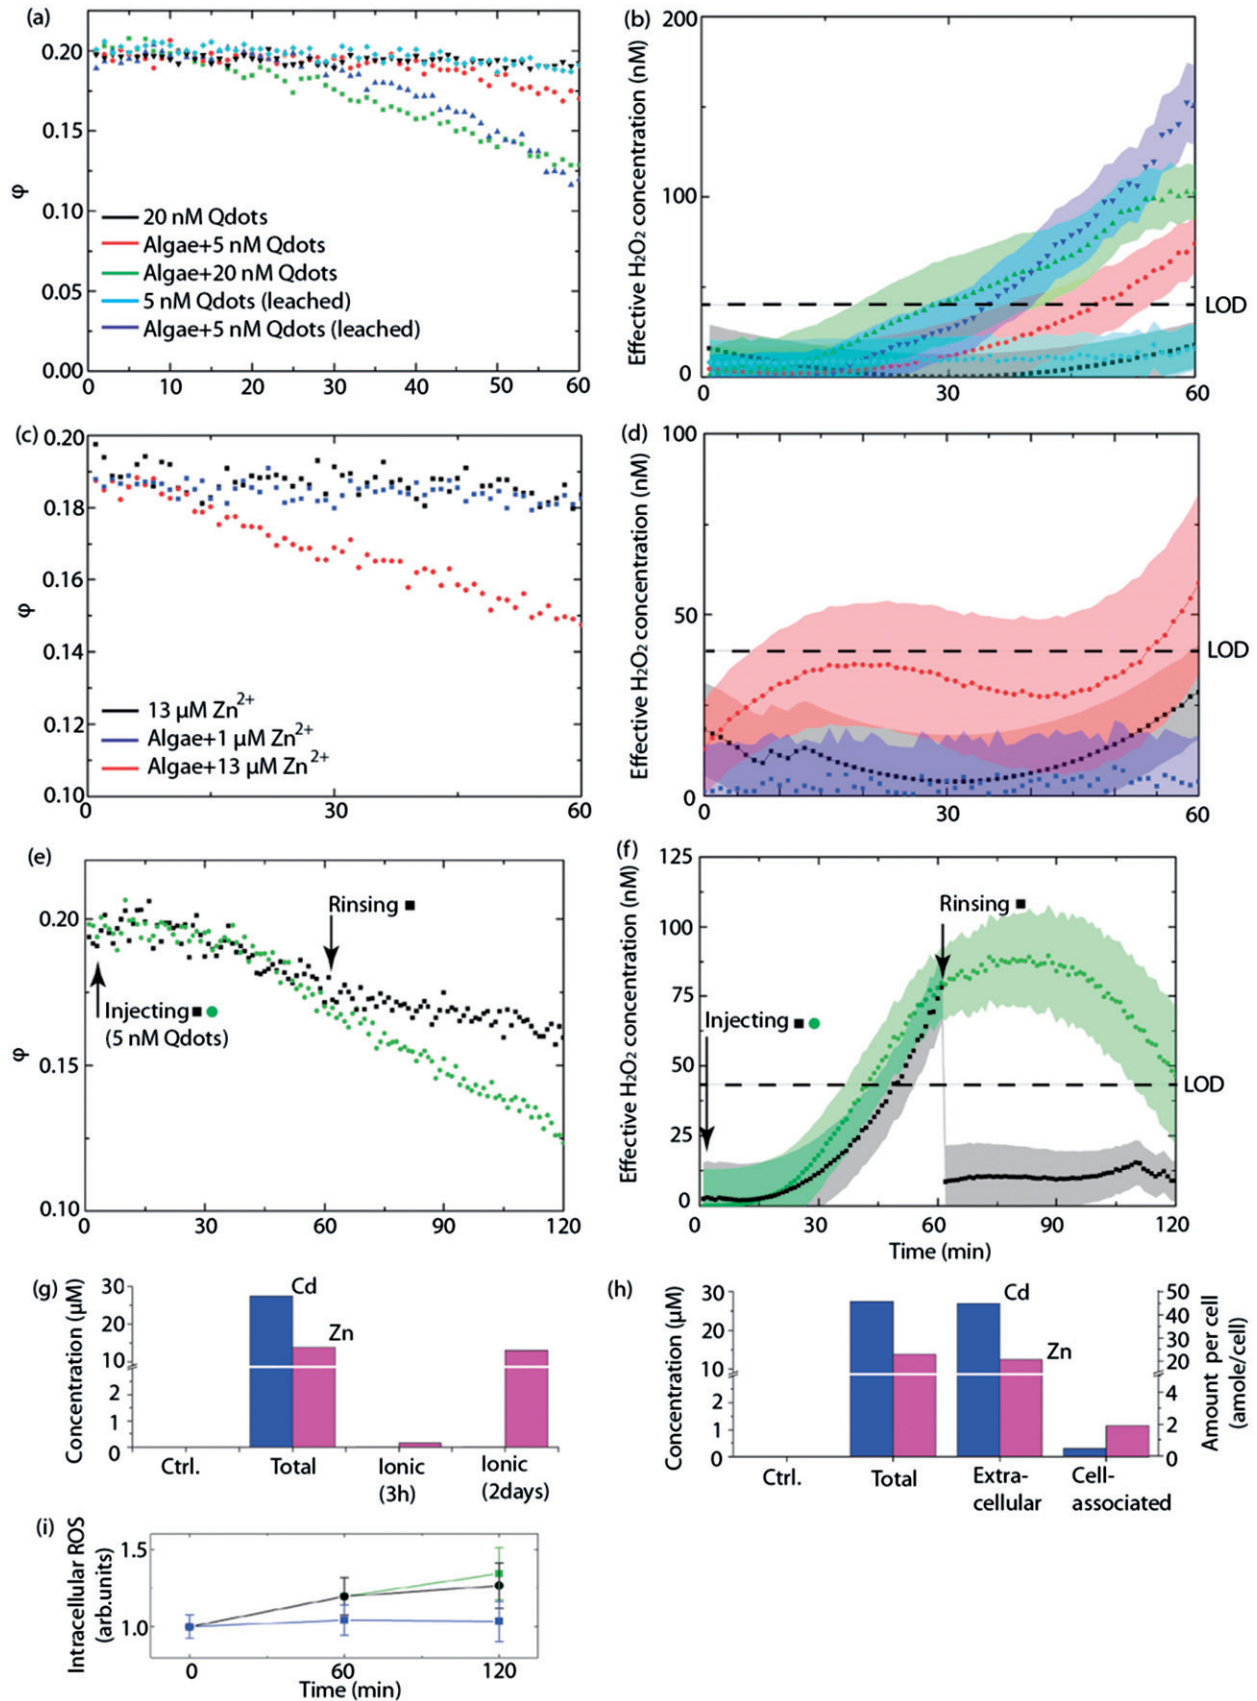 (a)
0.20
0.15
0.10
0.05
0.00
φ
20 nM Qdots
Algae+5 nM Qdots
Algae+20 nM Qdots
5 nM Qdots (leached)
Algae+5 nM Qdots (leached)
0 10 20 30 40 50 60
(b)
200
100
0
Effective H₂O₂ concentration (nM)
LOD
0 30 60
(c)
0.20
0.18
0.16
0.14
0.12
0.10
φ
13 μM Zn²⁺
Algae+1 μM Zn²⁺
Algae+13 μM Zn²⁺
0 30 60
(d)
100
50
0
Effective H₂O₂ concentration (nM)
LOD
0 30 60
(e)
0.20
0.15
0.10
φ
Rinsing
Injecting
(5 nM Qdots)
0 30 60 90 120
(f)
125
100
75
50
25
0
Effective H₂O₂ concentration (nM)
Rinsing
Injecting
LOD
0 30 60 90 120
Time (min)
(g)
30
20
10
2
1
0
Concentration (μM)
Cd
Zn
Ctrl. Total Ionic Ionic
(3h) (2days)
(h)
30
20
10
2
1
0
Concentration (μM)
Cd
Zn
50
40
30
20
4
2
0
Amount per cell
(amole/cell)
Ctrl. Total Extra- Cell-
cellular associated
(i)
1.5
1.0
Intracellular ROS
(arb.units)
0 60 120
Time (min)